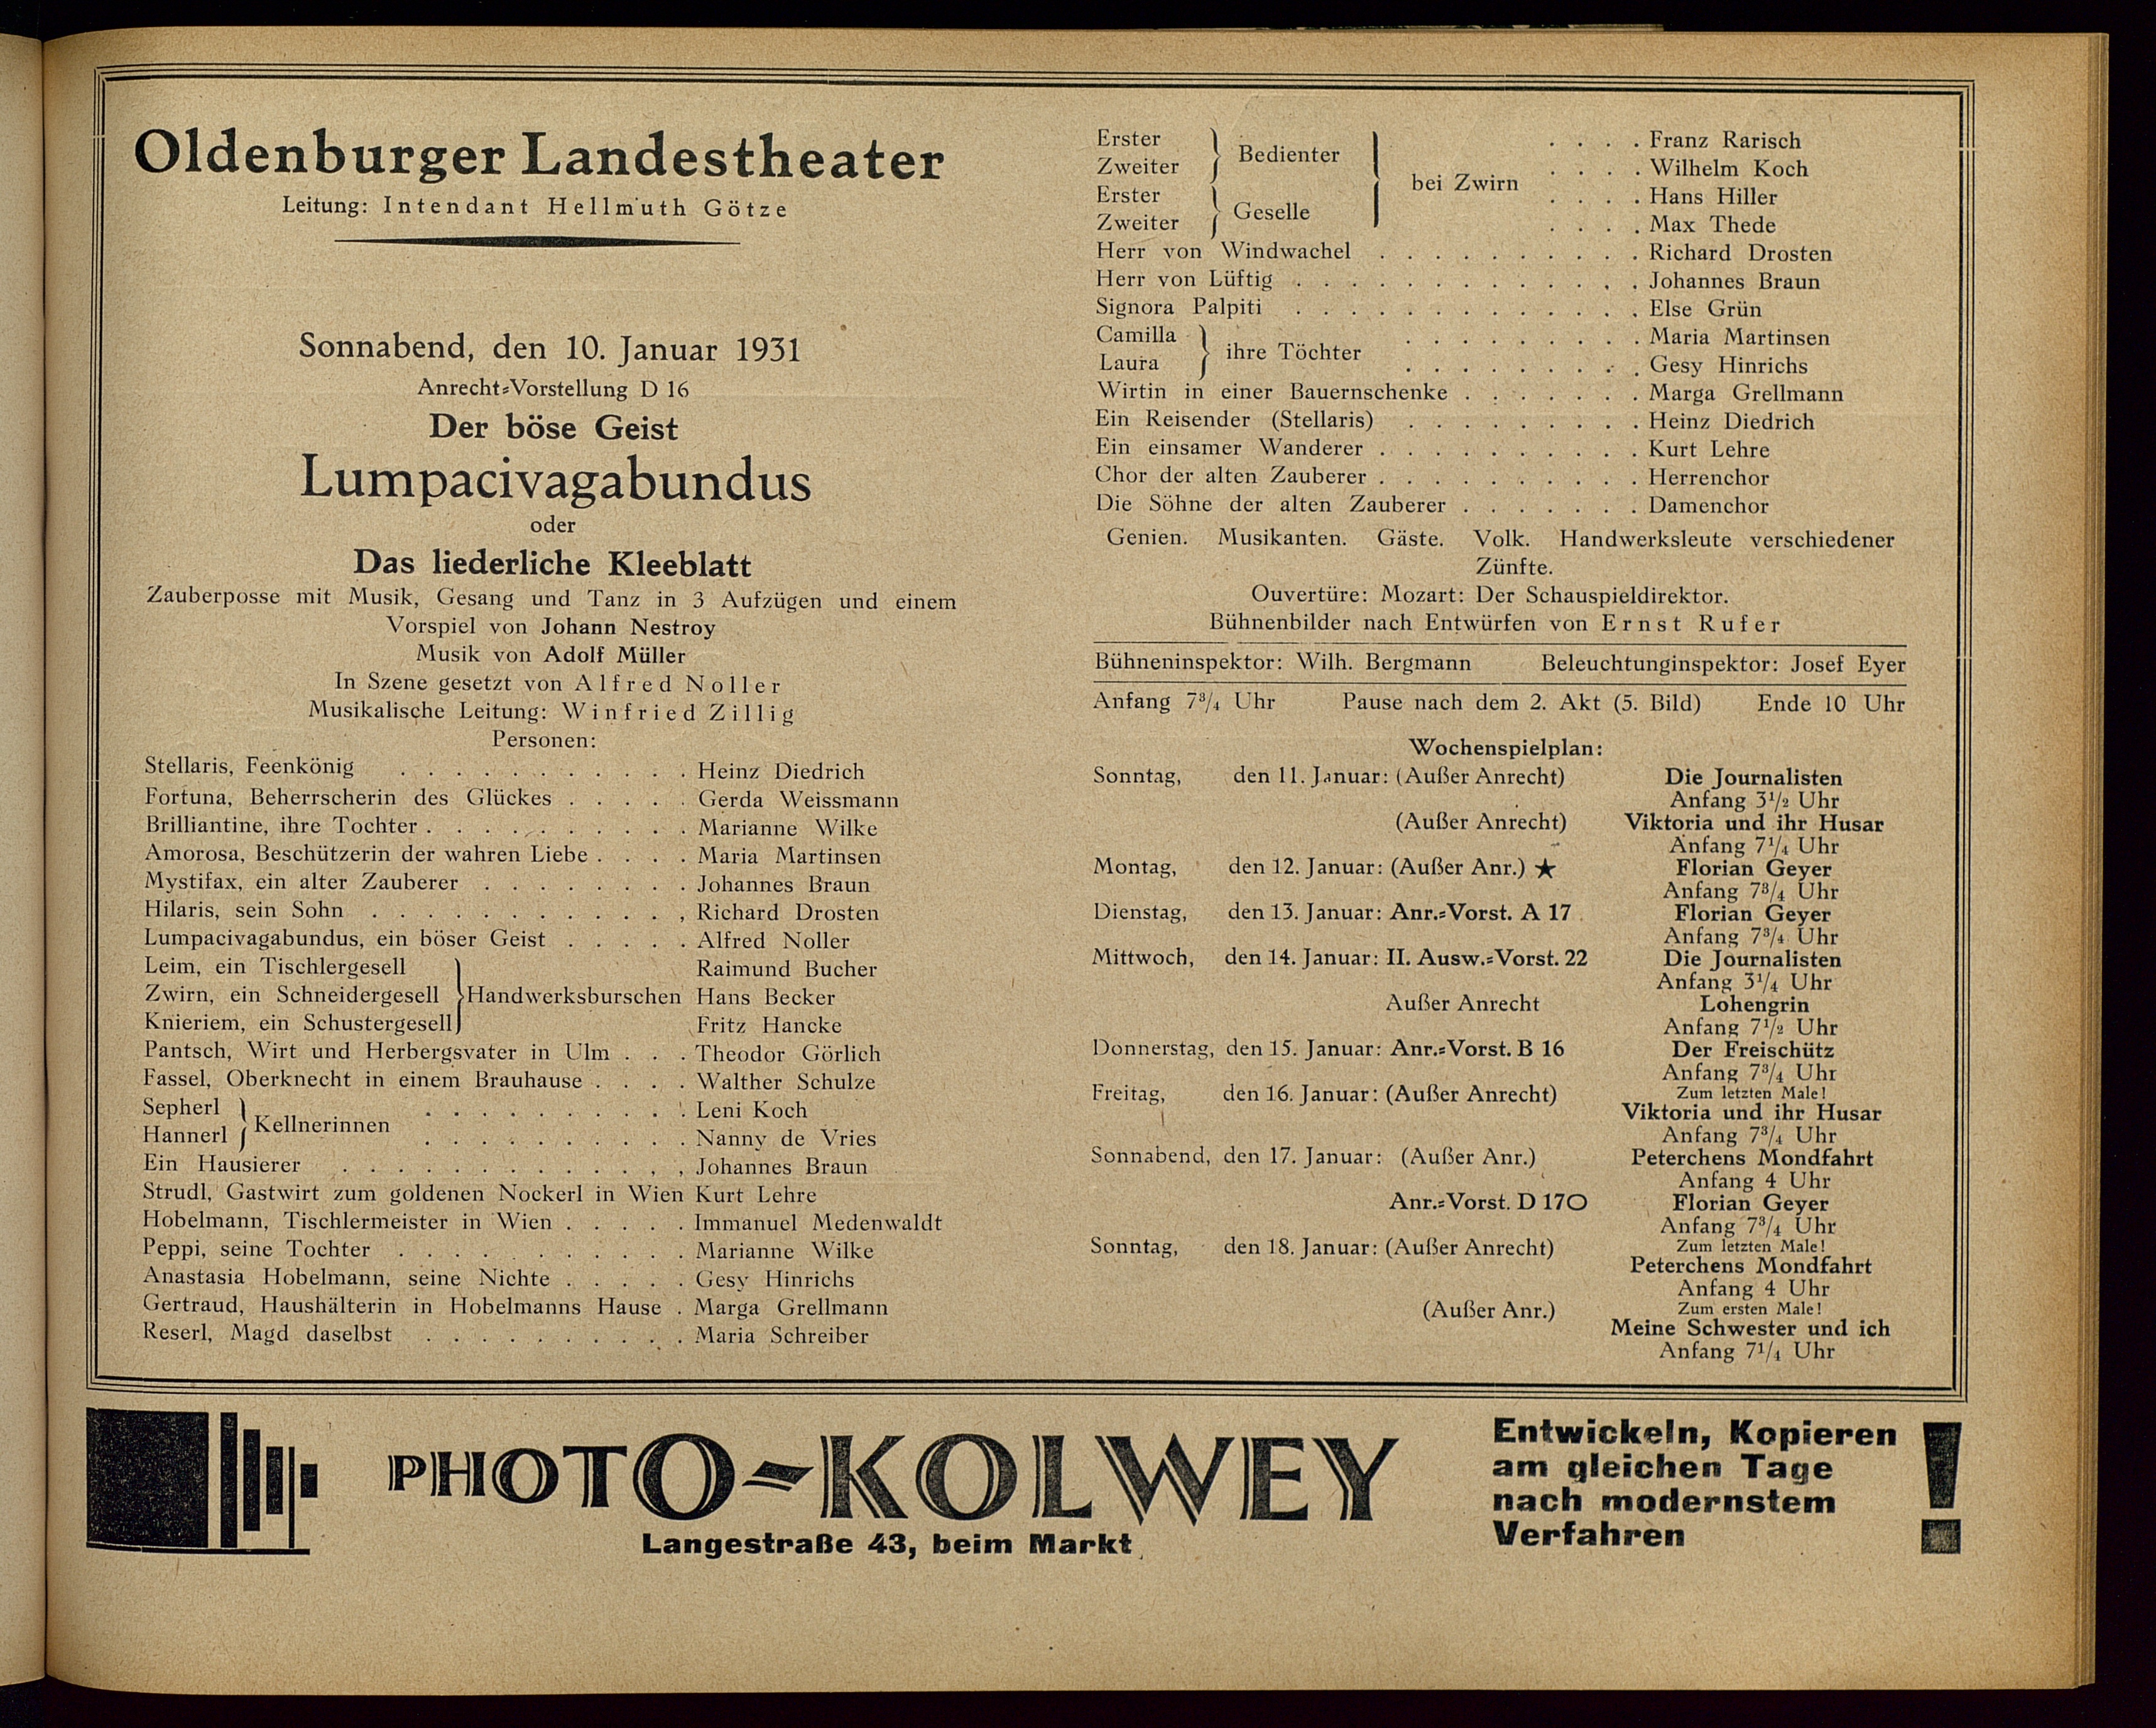 Oldenburger Landestheater
Leitung: Intendant Hellmuth Götze
Sonnabend, den 10. Januar 1931
Anrecht=Vorstellung D 16
Der böse Geist
Lumpacivagabundus
oder
Das liederliche Kleeblatt
Zauberposse mit Musik, Gesang und Tanz in 3 Aufzügen und einem
Vorspiel von Johann Nestroy
Musik von Adolf Müller
In Szene gesetzt von Alfred Noller
Musikalische Leitung: Winfried Zillig
Personen:
Stellaris, Feenkönig . . . . . . . . . . . Heinz Diedrich
Fortuna, Beherrscherin des Glückes . . . . . Gerda Weissmann
Brilliantine, ihre Tochter . . . . . . . . . . Marianne Wilke
Amorosa, Beschützerin der wahren Liebe . . . . Maria Martinsen
Mystifax, ein alter Zauberer . . . . . . . . Johannes Braun
Hilaris, sein Sohn . . . . . . . . . . . , Richard Drosten
Lumpacivagabundus, ein böser Geist . . . . . Alfred Noller
Leim, ein Tischlergesell } Raimund Bucher
Zwirn, ein Schneidergesell } Handwerksburschen Hans Becker
Knieriem, ein Schustergesell } Fritz Hancke
Pantsch, Wirt und Herbergsvater in Ulm . . . Theodor Görlich
Fassel, Oberknecht in einem Brauhause . . . . Walther Schulze
Sepherl } . . . . . . . . . . Leni Koch
Kellnerinnen
Hannerl } . . . . . . . . . . Nanny de Vries
Ein Hausierer . . . . . . . . . . . , , Johannes Braun
Strudl, Gastwirt zum goldenen Nockerl in Wien Kurt Lehre
Hobelmann, Tischlermeister in Wien . . . . . Immanuel Medenwaldt
Peppi, seine Tochter . . . . . . . . . . Marianne Wilke
Anastasia Hobelmann, seine Nichte . . . . . Gesy Hinrichs
Gertraud, Haushälterin in Hobelmanns Hause . Marga Grellmann
Reserl, Magd daselbst . . . . . . . . . . Maria Schreiber
Erster } . . . . Franz Rarisch
Bedienter
Zweiter } . . . . Wilhelm Koch
bei Zwirn
Erster } . . . . Hans Hiller
Geselle
Zweiter } . . . . Max Thede
Herr von Windwachel . . . . . . . . . . Richard Drosten
Herr von Lüftig . . . . . . . . . . . . . Johannes Braun
Signora Palpiti . . . . . . . . . . . . . Else Grün
Camilla } . . . . . . . . . Maria Martinsen
ihre Töchter
Laura } . . . . . . . . . Gesy Hinrichs
Wirtin in einer Bauernschenke . . . . . . . Marga Grellmann
Ein Reisender (Stellaris) . . . . . . . . . Heinz Diedrich
Ein einsamer Wanderer . . . . . . . . . . Kurt Lehre
Chor der alten Zauberer . . . . . . . . . . Herrenchor
Die Söhne der alten Zauberer . . . . . . . Damenchor
Genien. Musikanten. Gäste. Volk. Handwerksleute verschiedener
Zünfte.
Ouvertüre: Mozart: Der Schauspieldirektor.
Bühnenbilder nach Entwürfen von Ernst Rufer
Bühneninspektor: Wilh. Bergmann Beleuchtunginspektor: Josef Eyer
Anfang 7¾ Uhr Pause nach dem 2. Akt (5. Bild) Ende 10 Uhr
Wochenspielplan:
Sonntag, den 11. Januar: (Außer Anrecht) Die Journalisten
Anfang 3½ Uhr
(Außer Anrecht) Viktoria und ihr Husar
Anfang 7¼ Uhr
Montag, den 12. Januar: (Außer Anr.) ★ Florian Geyer
Anfang 7¾ Uhr
Dienstag, den 13. Januar: Anr.=Vorst. A 17 Florian Geyer
Anfang 7¾ Uhr
Mittwoch, den 14. Januar: II. Ausw.=Vorst. 22 Die Journalisten
Anfang 3¼ Uhr
Außer Anrecht Lohengrin
Anfang 7½ Uhr
Donnerstag, den 15. Januar: Anr.=Vorst. B 16 Der Freischütz
Anfang 7¾ Uhr
Freitag, den 16. Januar: (Außer Anrecht) Zum letzten Male!
Viktoria und ihr Husar
Anfang 7¾ Uhr
Sonnabend, den 17. Januar: (Außer Anr.) Peterchens Mondfahrt
Anfang 4 Uhr
Anr.=Vorst. D 17O Florian Geyer
Anfang 7¾ Uhr
Sonntag, den 18. Januar: (Außer Anrecht) Zum letzten Male!
Peterchens Mondfahrt
Anfang 4 Uhr
(Außer Anr.) Zum ersten Male!
Meine Schwester und ich
Anfang 7¼ Uhr
PHOTO=KOLWEY
Langestraße 43, beim Markt
Entwickeln, Kopieren
am gleichen Tage
nach modernstem
Verfahren !